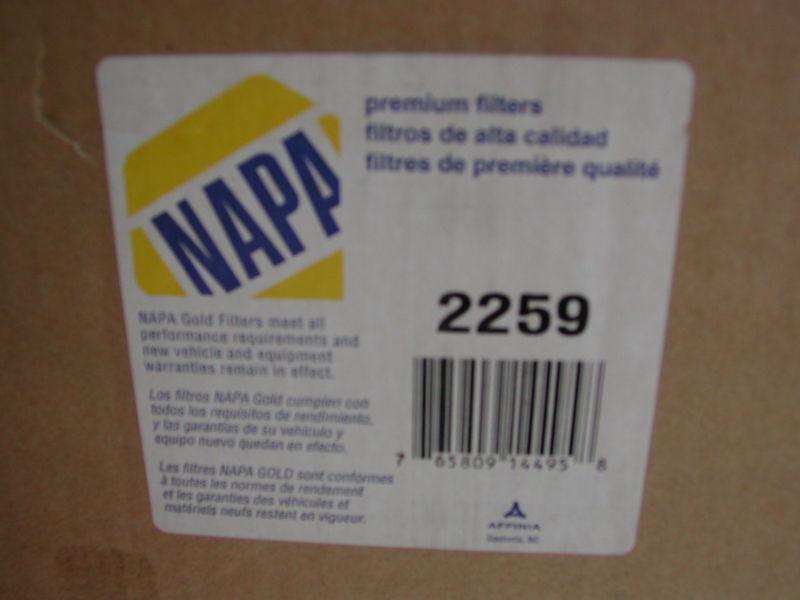 NAPA
premium filters
filtros de alta calidad
filtres de première qualité
2259
NAPA Gold Filters meet all
performance requirements and
new vehicle and equipment
warranties remain in effect.
Los filtros NAPA Gold cumplen con
todos los requisitos de rendimiento,
y las garantías de su vehículo y
equipo nuevo quedan en efecto.
Les filtres NAPA GOLD sont conformes
à toutes les normes de rendement
et les garanties des véhicules et
matériels neufs restent en vigueur.
7 65809 14495 8
AFFINIA
Gastonia, NC